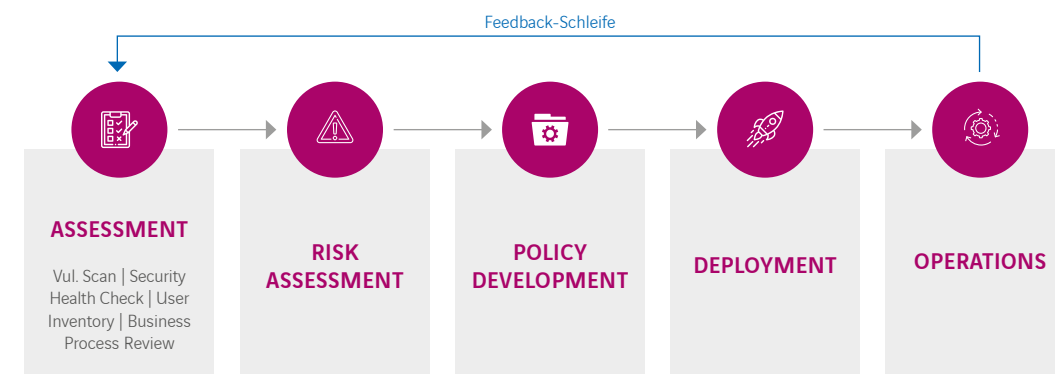 Feedback-Schleife
ASSESSMENT
Vul. Scan | Security
Health Check | User
Inventory | Business
Process Review
RISK
ASSESSMENT
POLICY
DEVELOPMENT
DEPLOYMENT
OPERATIONS